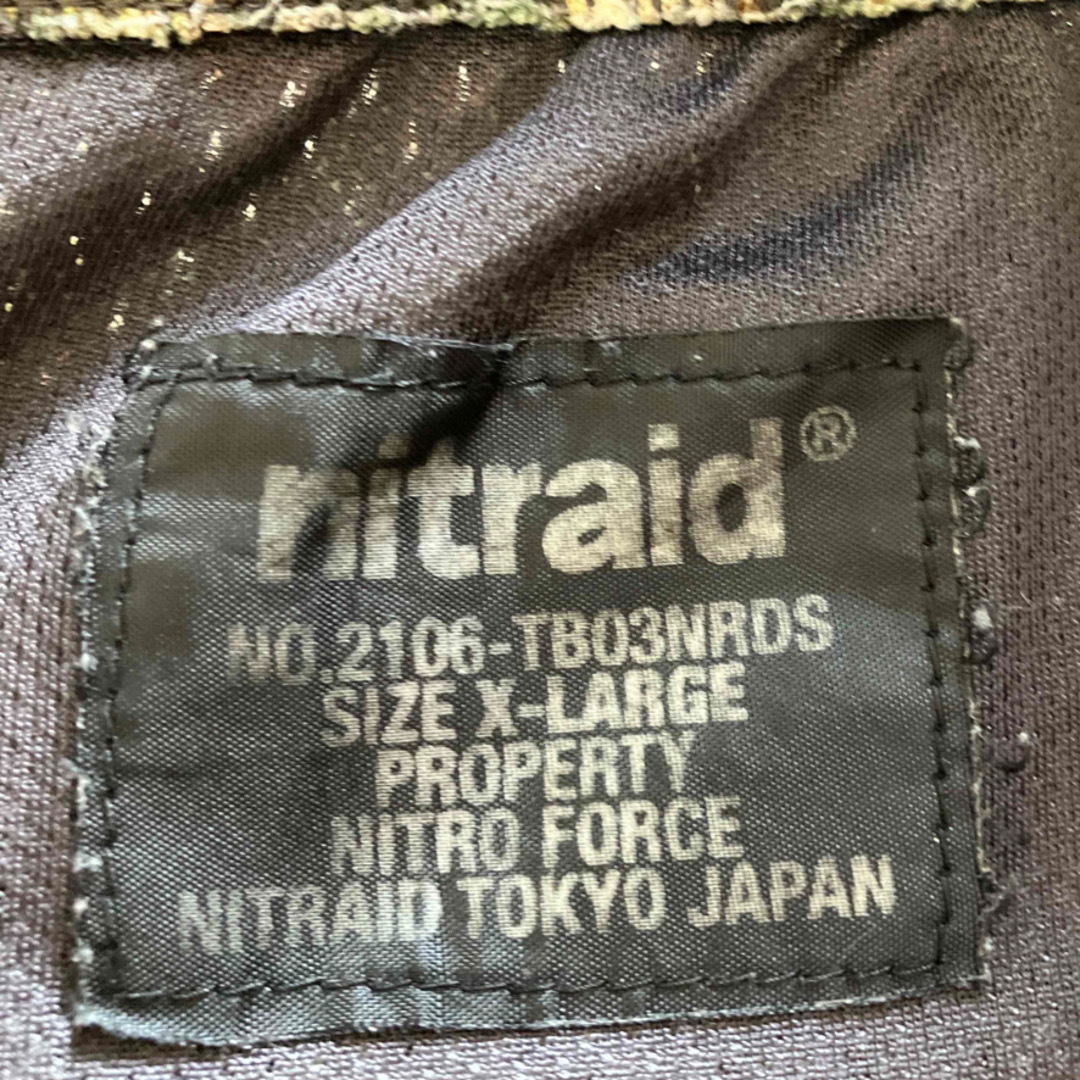 nitraid®
NO.2106-TB03NRDS
SIZE X-LARGE
PROPERTY
NITRO FORCE
NITRAID TOKYO JAPAN